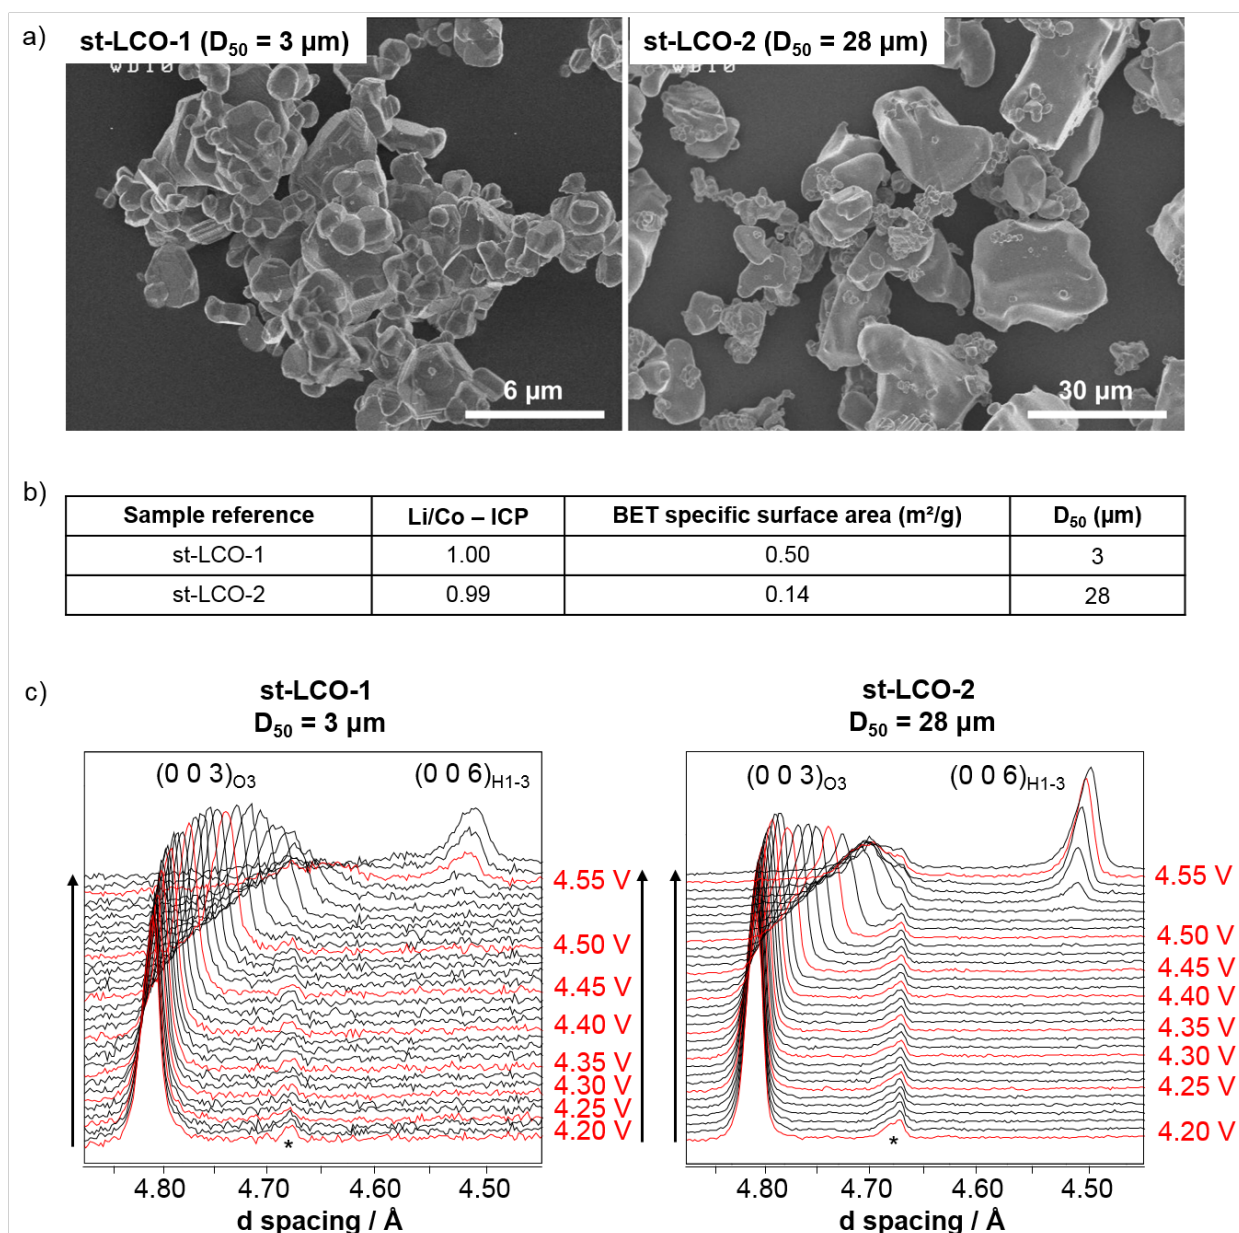 a)
st-LCO-1 (D₅₀ = 3 µm)
st-LCO-2 (D₅₀ = 28 µm)
6 µm
30 µm
b)
Sample reference Li/Co – ICP BET specific surface area (m²/g) D₅₀ (µm)
st-LCO-1 1.00 0.50 3
st-LCO-2 0.99 0.14 28
c)
st-LCO-1
D₅₀ = 3 µm
(0 0 3)O3 (0 0 6)H1-3
4.55 V
4.50 V
4.45 V
4.40 V
4.35 V
4.30 V
4.25 V
4.20 V
*
4.80 4.70 4.60 4.50
d spacing / Å
st-LCO-2
D₅₀ = 28 µm
(0 0 3)O3 (0 0 6)H1-3
4.55 V
4.50 V
4.45 V
4.40 V
4.35 V
4.30 V
4.25 V
4.20 V
*
4.80 4.70 4.60 4.50
d spacing / Å